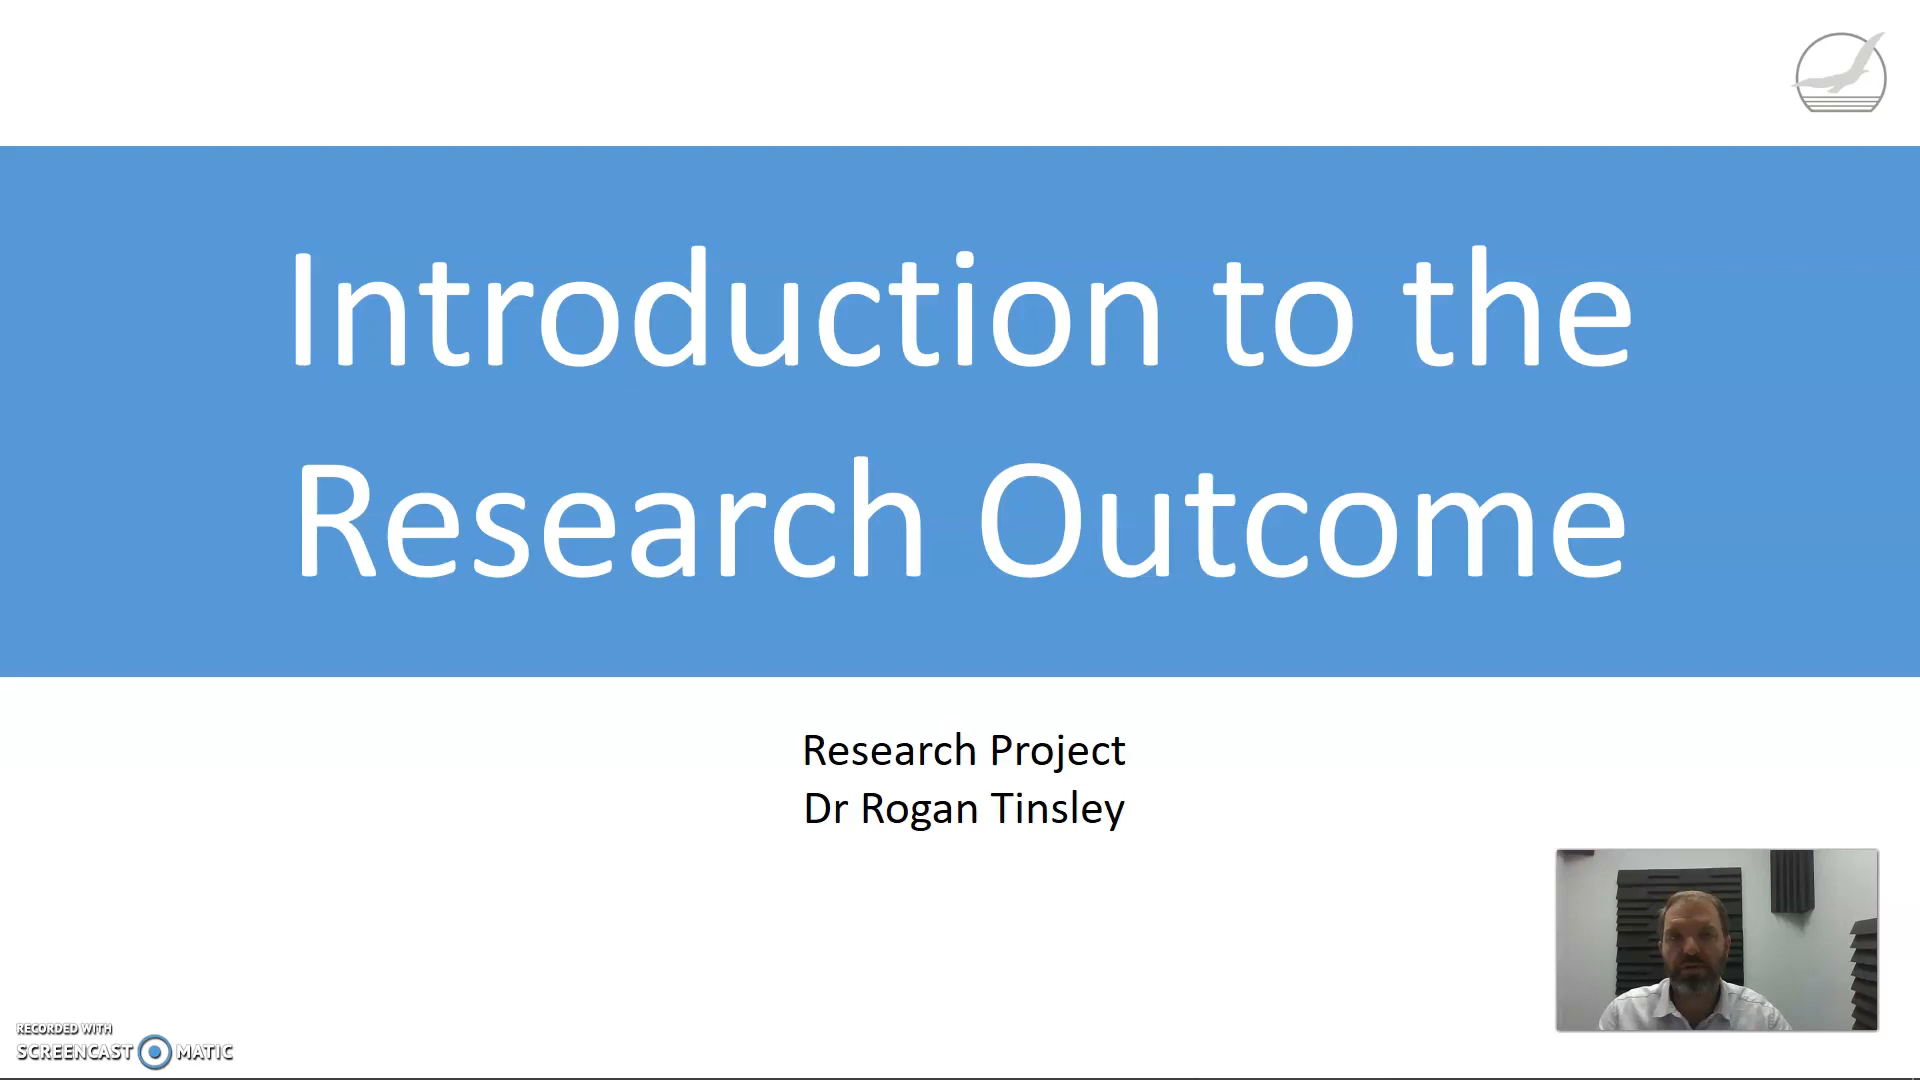 Introduction to the
Research Outcome
Research Project
Dr Rogan Tinsley
RECORDED WITH
SCREENCAST MATIC